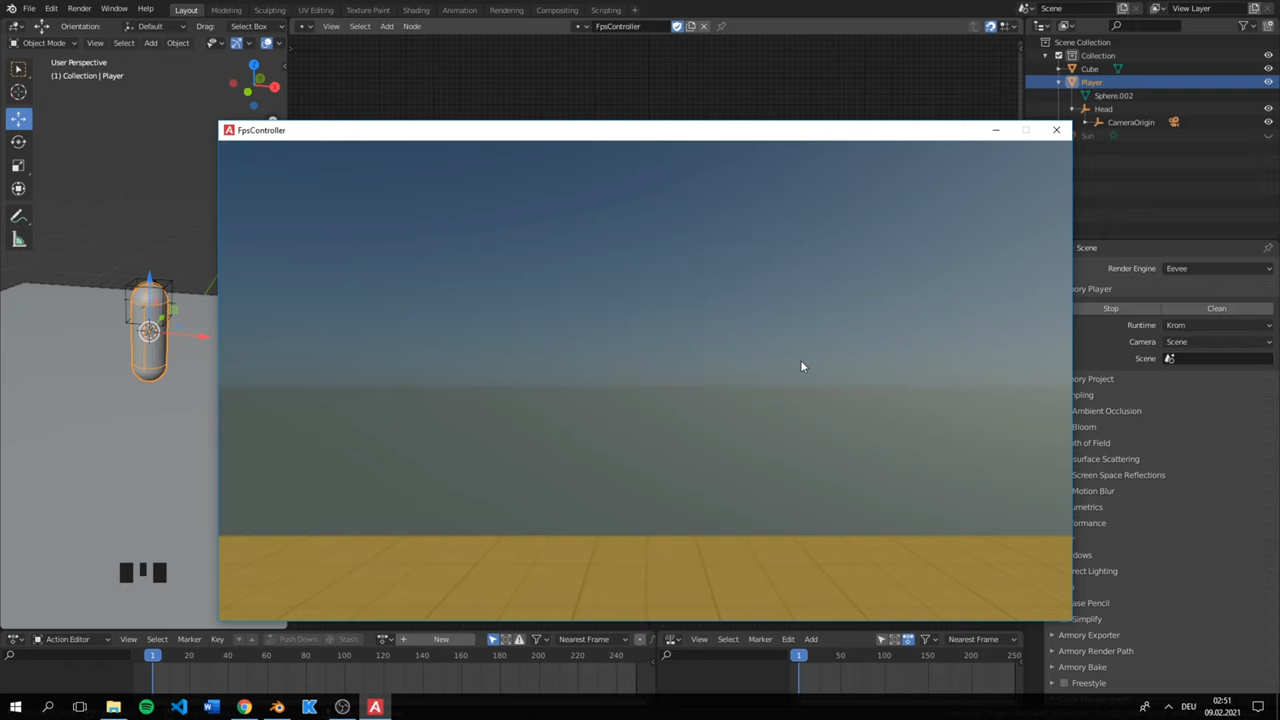 File Edit Render Window Help Layout Modeling Sculpting UV Editing Texture Paint Shading Animation Rendering Compositing Scripting Scene View Layer
Orientation: Default Drag: Select Box View Select Add Node FpsController
Object Mode View Select Add Object
User Perspective
(1) Collection | Player
Scene Collection
Collection
Cube
Player
Sphere.002
Head
CameraOrigin
Sun
FpsController
Scene
Render Engine Eevee
ory Player
Stop Clean
Runtime Krom
Camera Scene
Scene
ory Project
pling
Ambient Occlusion
Bloom
th of Field
surface Scattering
Screen Space Reflections
Motion Blur
umetrics
ormance
dows
rect Lighting
ase Pencil
Simplify
Armory Exporter
Armory Render Path
Armory Bake
Freestyle
Action Editor View Select Marker Key Push Down Stash New Nearest Frame
View Select Marker Edit Add Nearest Frame
1 20 40 60 80 100 120 140 160 180 200 220 240
1 50 100 150 200 250
DEU 02:51
09.02.2021